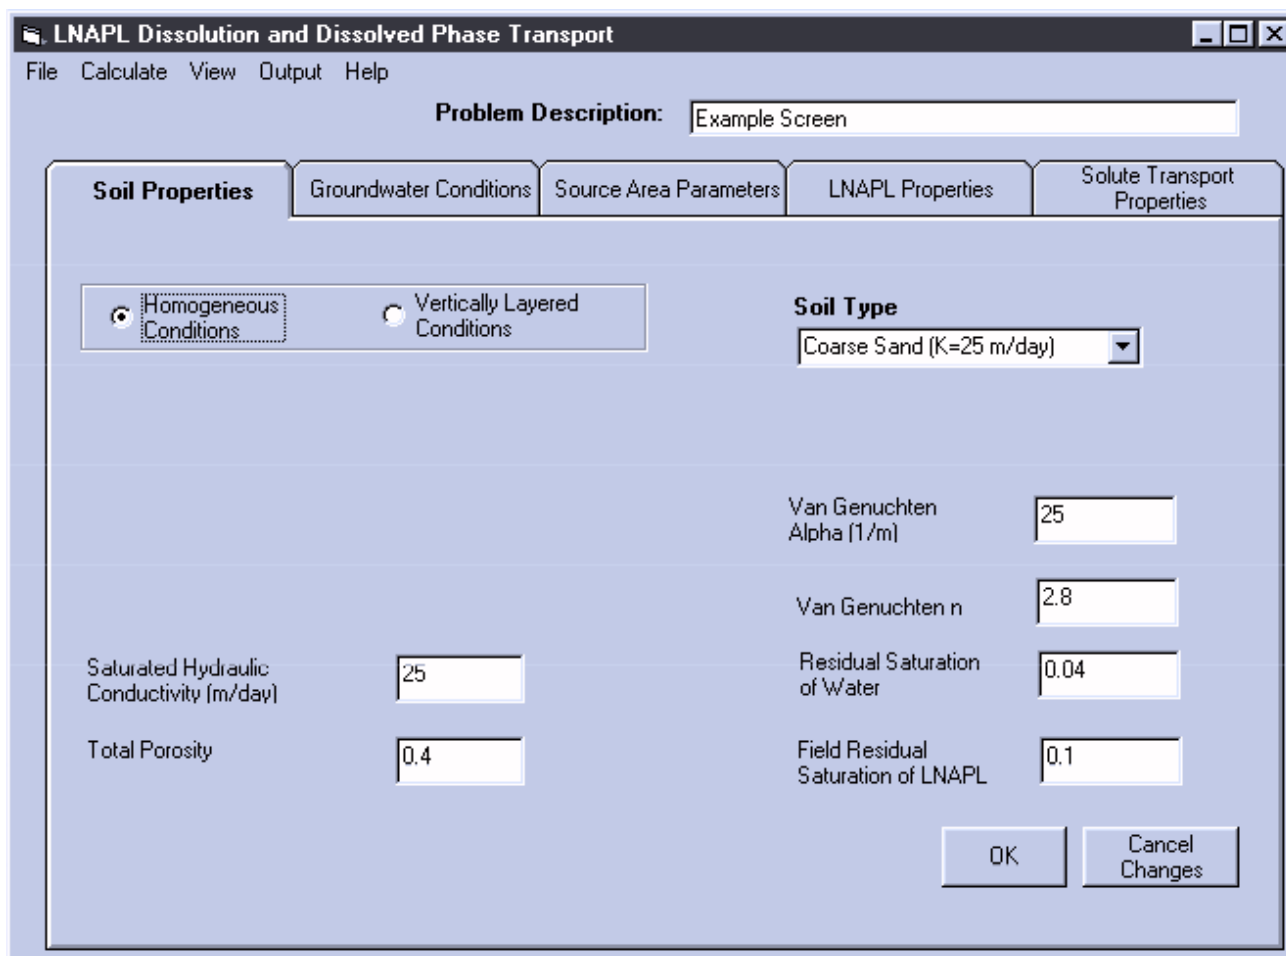 LNAPL Dissolution and Dissolved Phase Transport
File Calculate View Output Help
Problem Description: Example Screen
Soil Properties
Groundwater Conditions
Source Area Parameters
LNAPL Properties
Solute Transport
Properties
Homogeneous
Conditions
Vertically Layered
Conditions
Soil Type
Coarse Sand (K=25 m/day)
Van Genuchten
Alpha (1/m)
25
Van Genuchten n
2.8
Saturated Hydraulic
Conductivity (m/day)
25
Residual Saturation
of Water
0.04
Total Porosity
0.4
Field Residual
Saturation of LNAPL
0.1
OK
Cancel
Changes